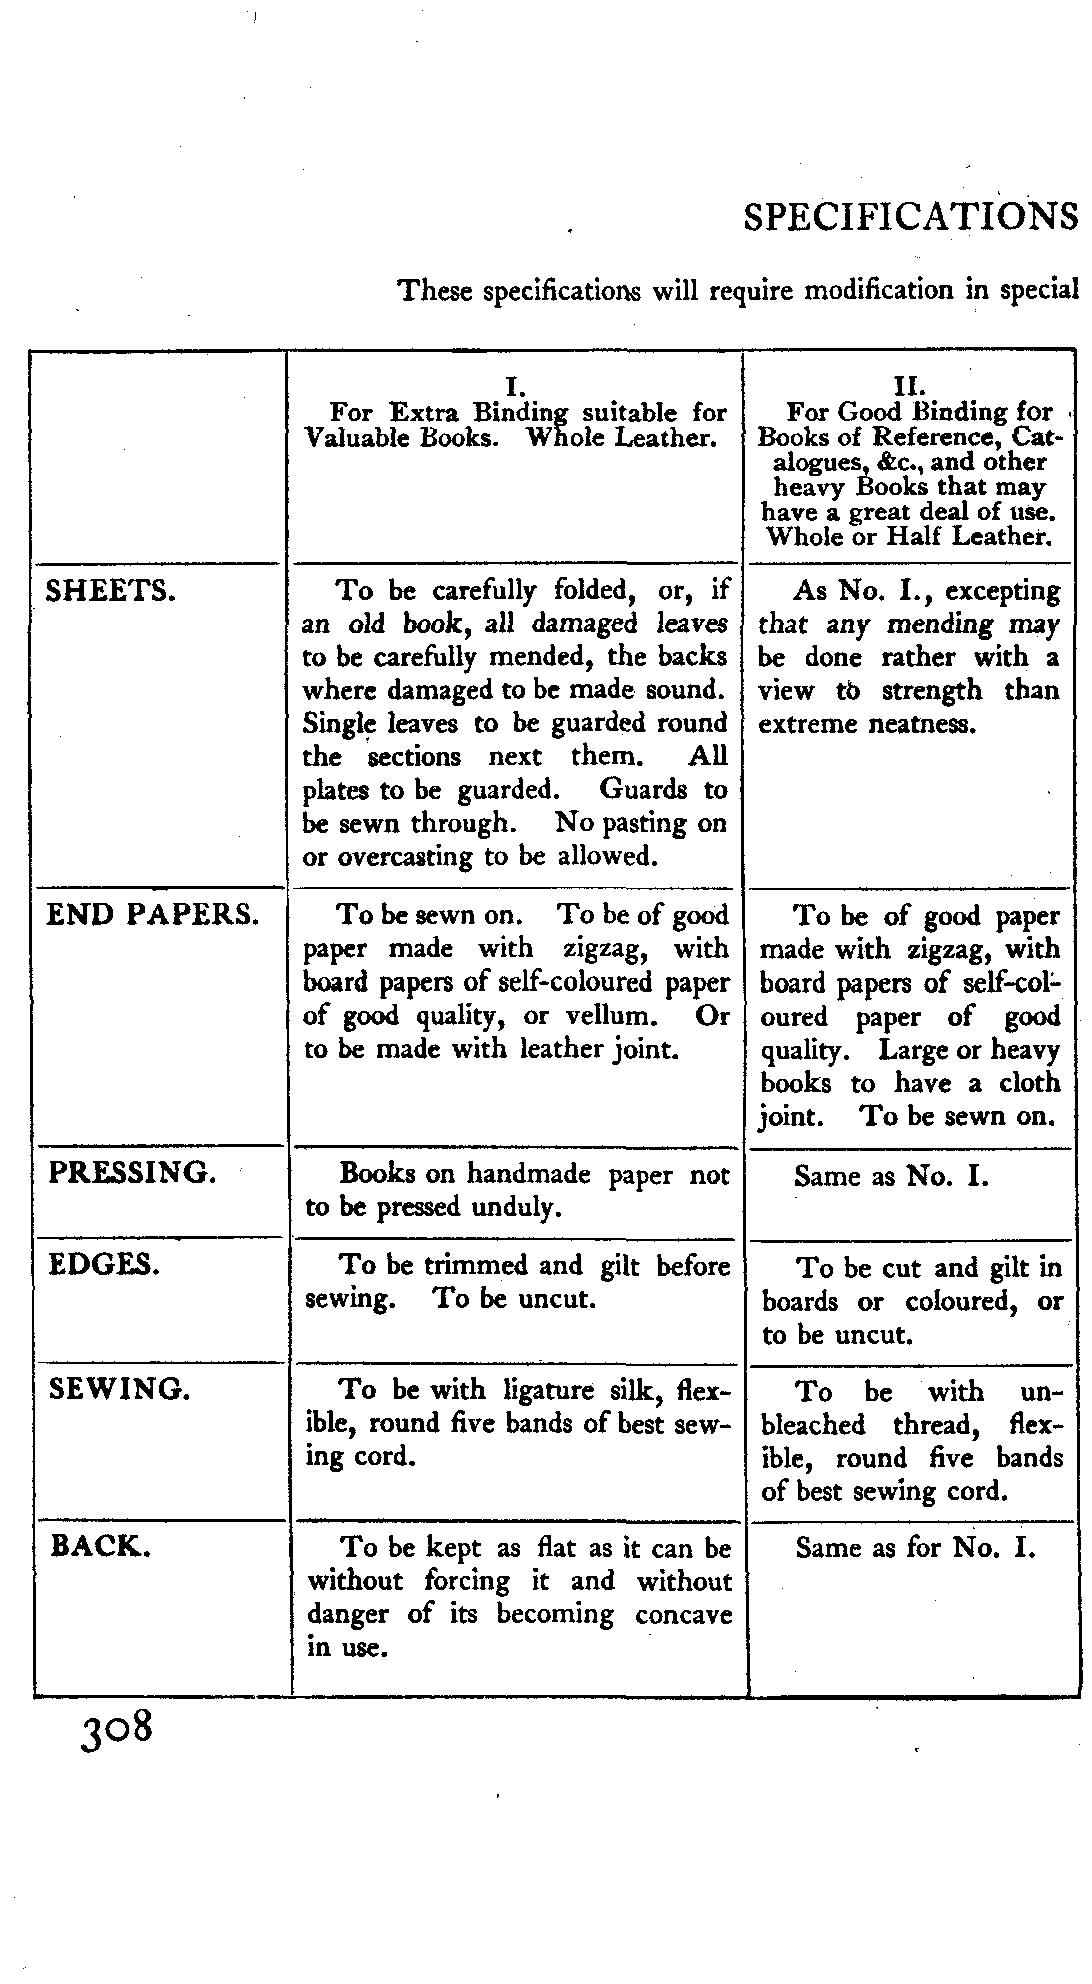 SPECIFICATIONS
These specifications will require modification in special
I.
For Extra Binding suitable for
Valuable Books. Whole Leather.
II.
For Good Binding for
Books of Reference, Cat-
alogues, &c., and other
heavy Books that may
have a great deal of use.
Whole or Half Leather.
SHEETS.
To be carefully folded, or, if
an old book, all damaged leaves
to be carefully mended, the backs
where damaged to be made sound.
Single leaves to be guarded round
the sections next them. All
plates to be guarded. Guards to
be sewn through. No pasting on
or overcasting to be allowed.
As No. I., excepting
that any mending may
be done rather with a
view to strength than
extreme neatness.
END PAPERS.
To be sewn on. To be of good
paper made with zigzag, with
board papers of self-coloured paper
of good quality, or vellum. Or
to be made with leather joint.
To be of good paper
made with zigzag, with
board papers of self-col-
oured paper of good
quality. Large or heavy
books to have a cloth
joint. To be sewn on.
PRESSING.
Books on handmade paper not
to be pressed unduly.
Same as No. I.
EDGES.
To be trimmed and gilt before
sewing. To be uncut.
To be cut and gilt in
boards or coloured, or
to be uncut.
SEWING.
To be with ligature silk, flex-
ible, round five bands of best sew-
ing cord.
To be with un-
bleached thread, flex-
ible, round five bands
of best sewing cord.
BACK.
To be kept as flat as it can be
without forcing it and without
danger of its becoming concave
in use.
Same as for No. I.
308